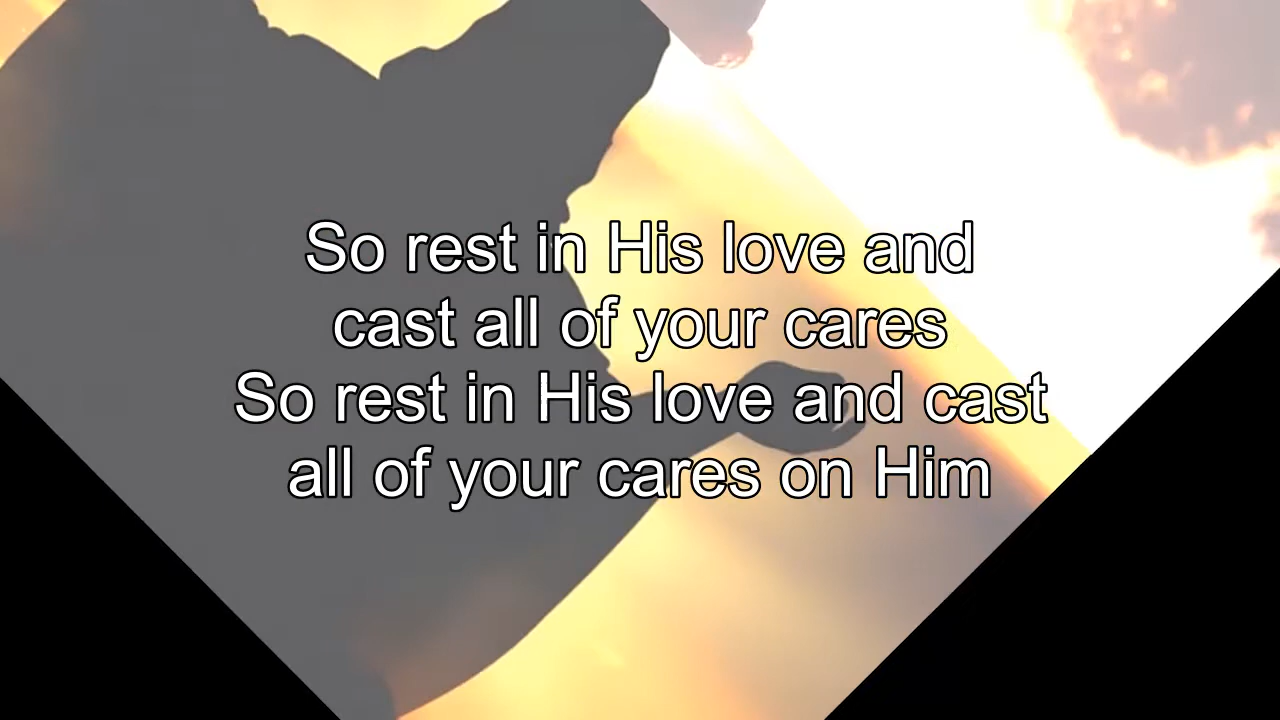 So rest in His love and
cast all of your cares
So rest in His love and cast
all of your cares on Him